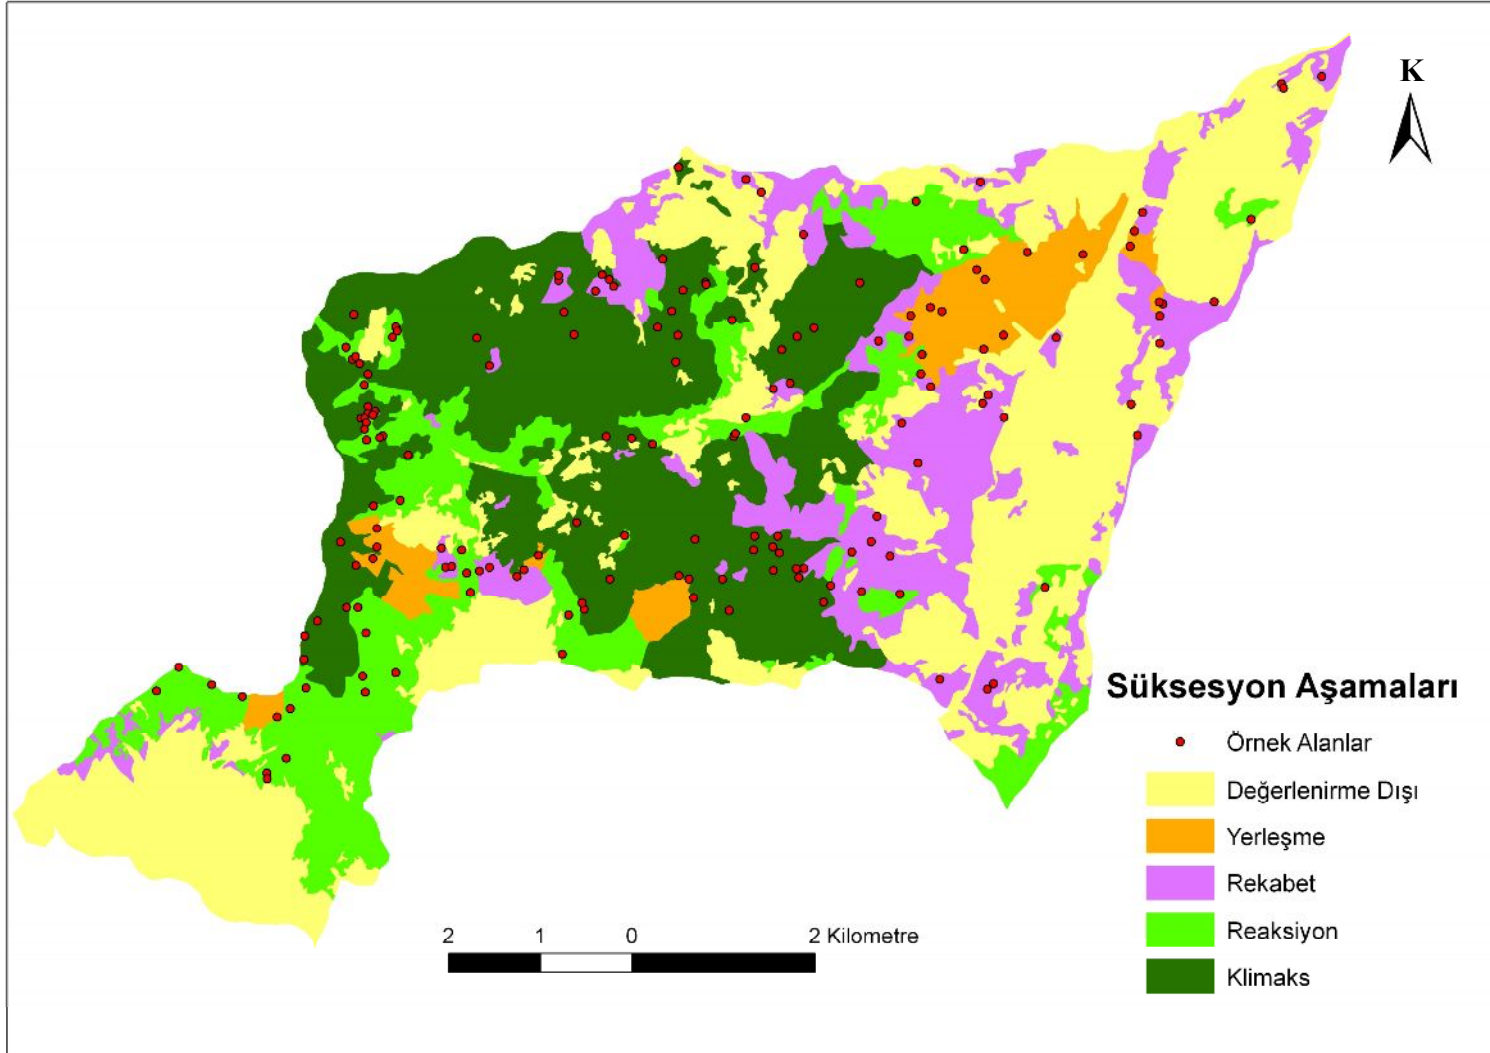 K
Süksesyon Aşamaları
Örnek Alanlar
Değerlenirme Dışı
Yerleşme
Rekabet
Reaksiyon
Klimaks
2 1 0 2 Kilometre